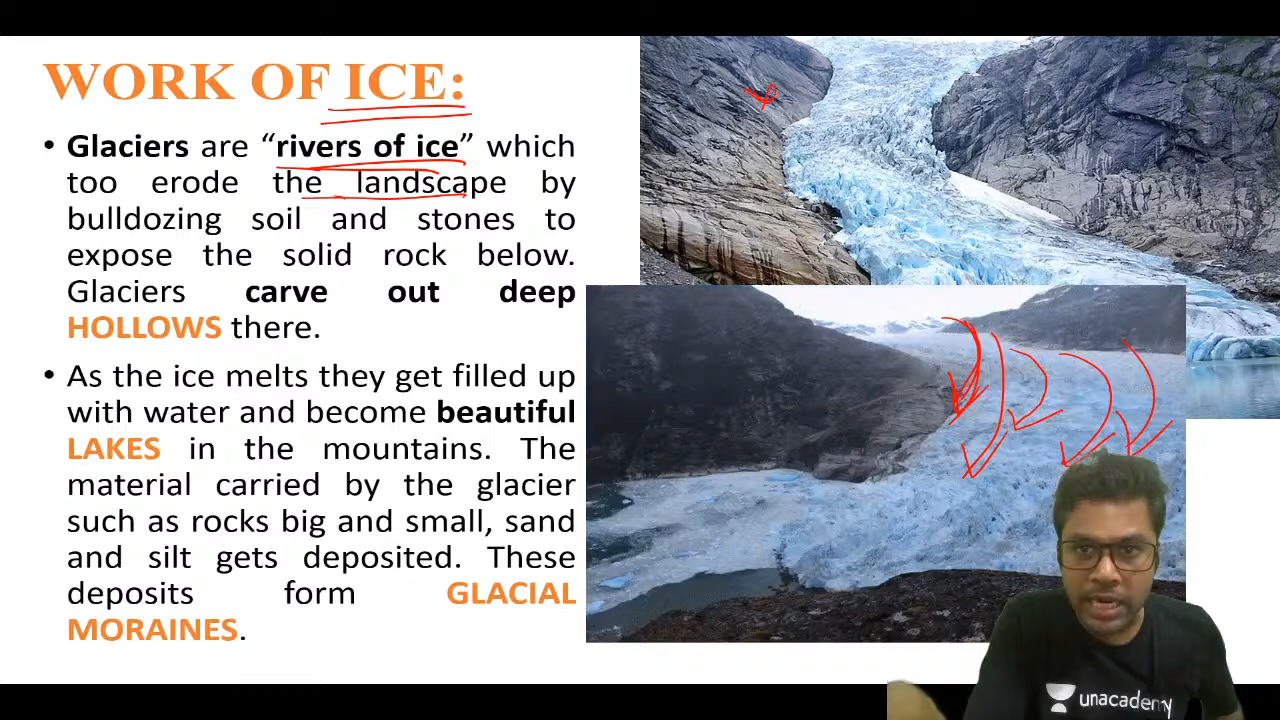 WORK OF ICE:
• Glaciers are “rivers of ice” which
too erode the landscape by
bulldozing soil and stones to
expose the solid rock below.
Glaciers carve out deep
HOLLOWS there.
• As the ice melts they get filled up
with water and become beautiful
LAKES in the mountains. The
material carried by the glacier
such as rocks big and small, sand
and silt gets deposited. These
deposits form GLACIAL
MORAINES.
unacademy